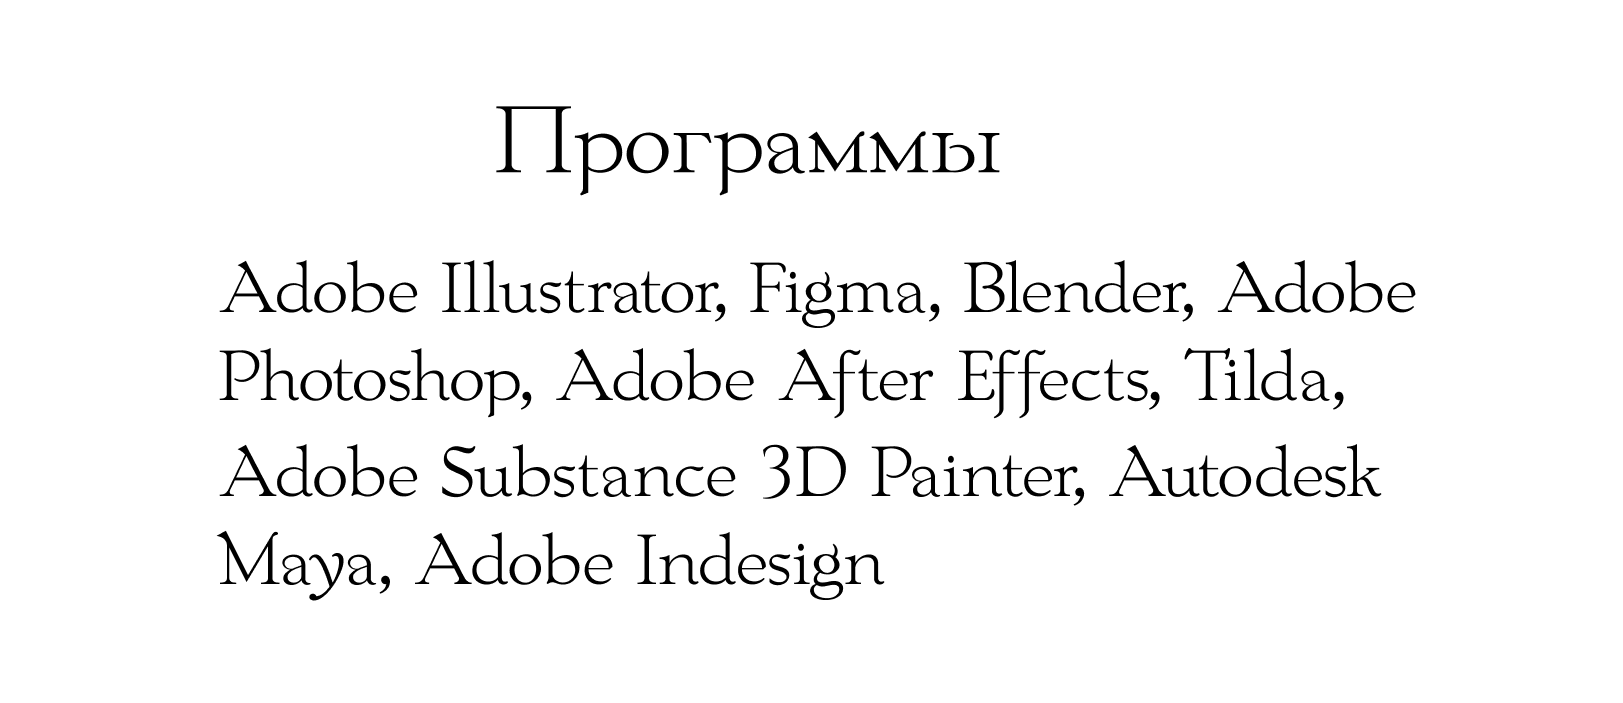 Программы
Adobe Illustrator, Figma, Blender, Adobe
Photoshop, Adobe After Effects, Tilda,
Adobe Substance 3D Painter, Autodesk
Maya, Adobe Indesign